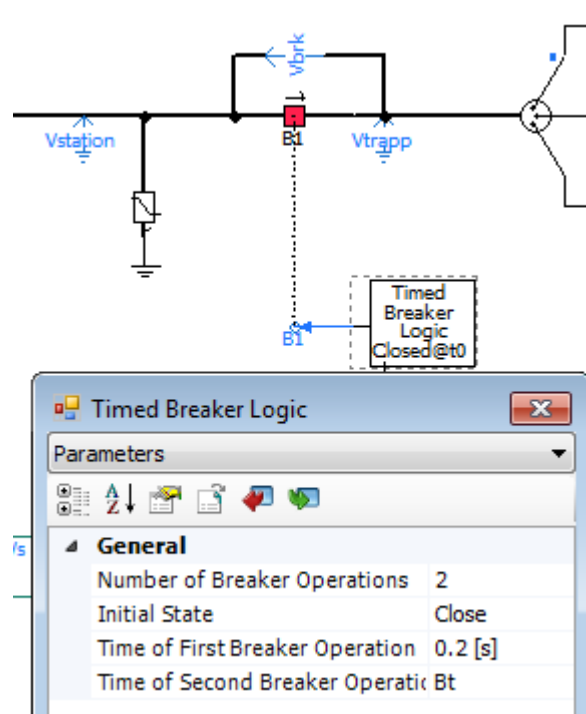 Vbrk
Vstation
B1
Vtrapp
Timed
Breaker
Logic
Closed@t0
B1
Timed Breaker Logic
Parameters
General
Number of Breaker Operations 2
Initial State Close
Time of First Breaker Operation 0.2 [s]
Time of Second Breaker Operatic Bt